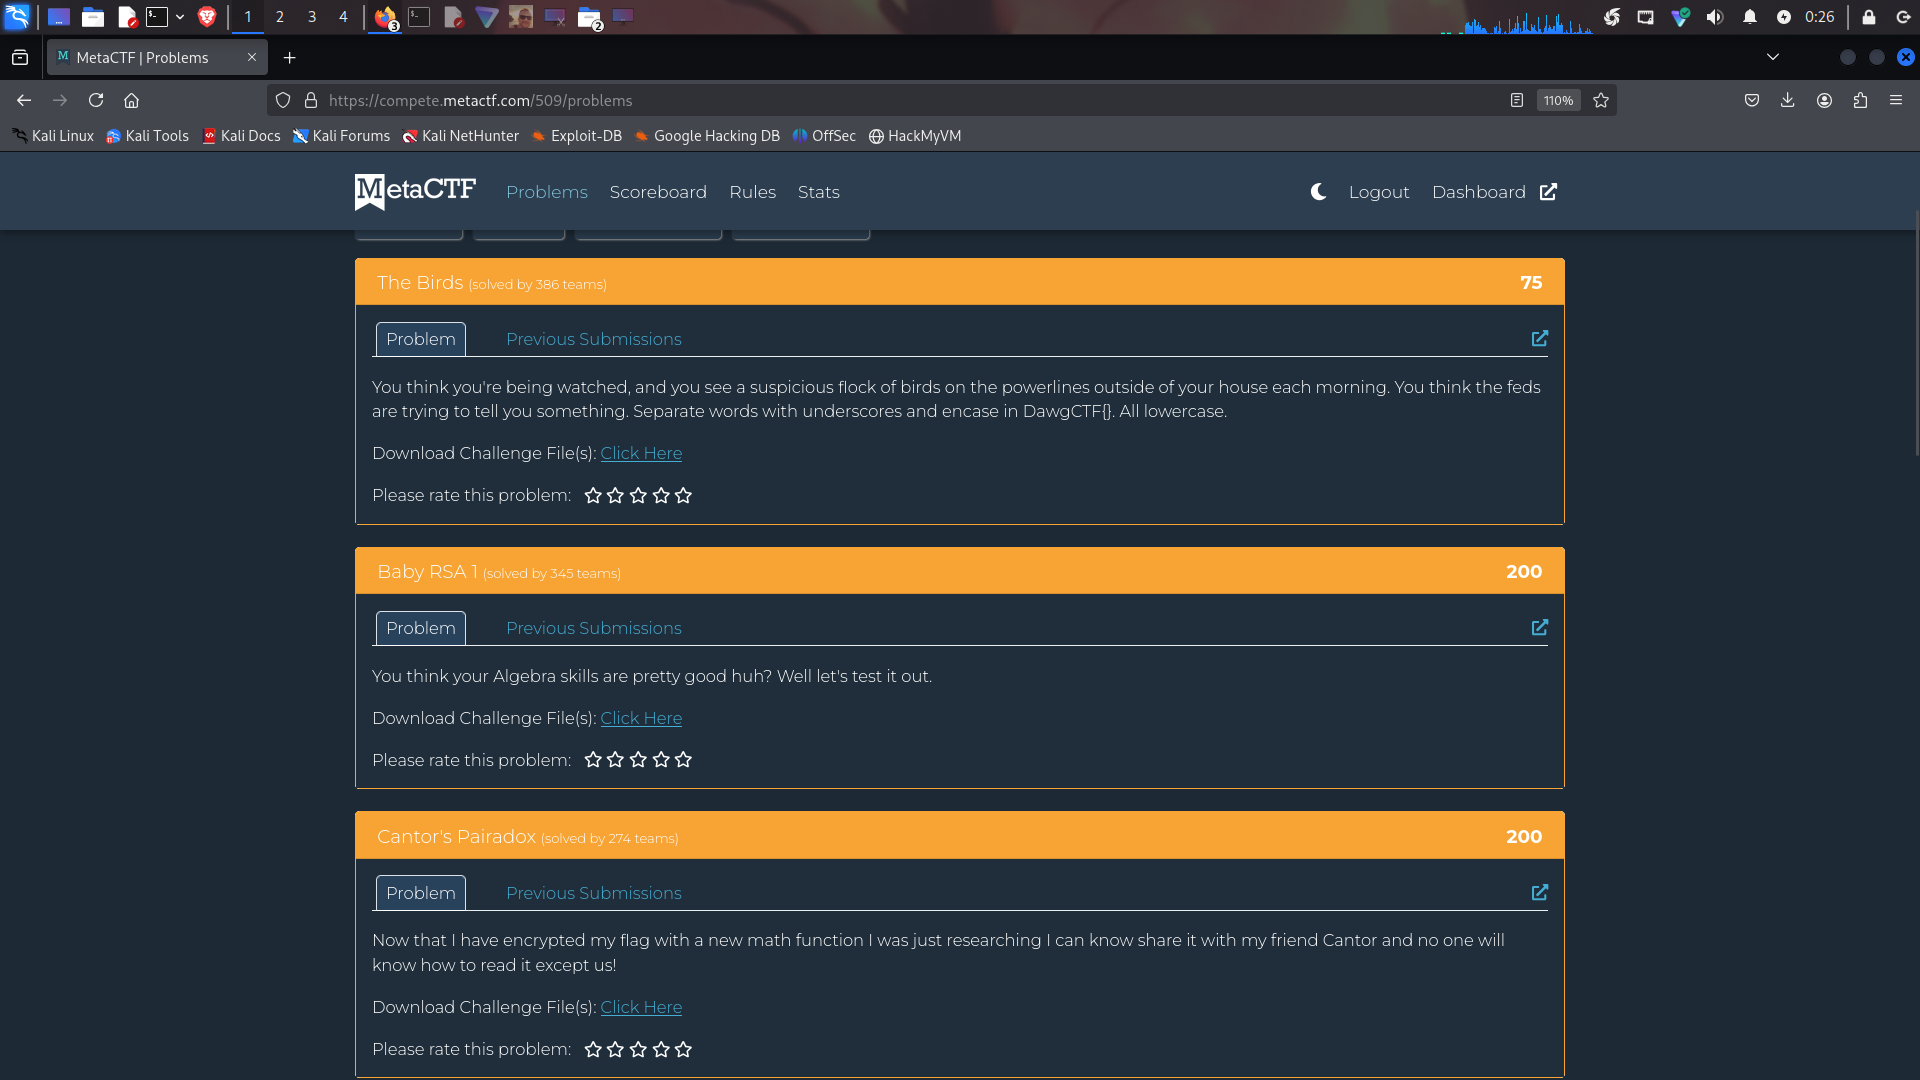 1 2 3 4 3 2 0:26
M MetaCTF | Problems
https://compete.metactf.com/509/problems 110%
Kali Linux Kali Tools Kali Docs Kali Forums Kali NetHunter Exploit-DB Google Hacking DB OffSec HackMyVM
MetaCTF Problems Scoreboard Rules Stats Logout Dashboard
The Birds (solved by 386 teams) 75
Problem Previous Submissions
You think you're being watched, and you see a suspicious flock of birds on the powerlines outside of your house each morning. You think the feds
are trying to tell you something. Separate words with underscores and encase in DawgCTF{}. All lowercase.
Download Challenge File(s): Click Here
Please rate this problem:
Baby RSA 1 (solved by 345 teams) 200
Problem Previous Submissions
You think your Algebra skills are pretty good huh? Well let's test it out.
Download Challenge File(s): Click Here
Please rate this problem:
Cantor's Pairadox (solved by 274 teams) 200
Problem Previous Submissions
Now that I have encrypted my flag with a new math function I was just researching I can know share it with my friend Cantor and no one will
know how to read it except us!
Download Challenge File(s): Click Here
Please rate this problem: